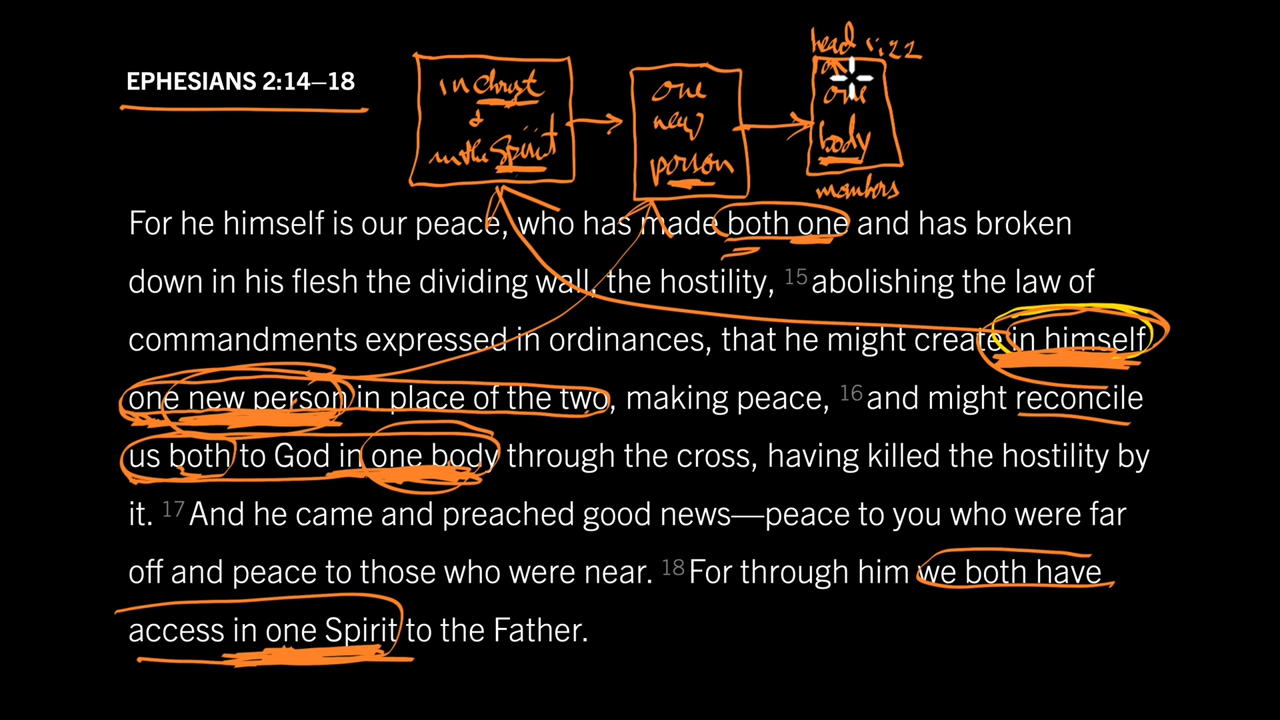 head 1:22
EPHESIANS 2:14–18
in Christ
&
in the Spirit
one
new
person
one
body
members
For he himself is our peace, who has made both one and has broken
down in his flesh the dividing wall, the hostility, 15 abolishing the law of
commandments expressed in ordinances, that he might create in himself
one new person in place of the two, making peace, 16 and might reconcile
us both to God in one body through the cross, having killed the hostility by
it. 17 And he came and preached good news—peace to you who were far
off and peace to those who were near. 18 For through him we both have
access in one Spirit to the Father.